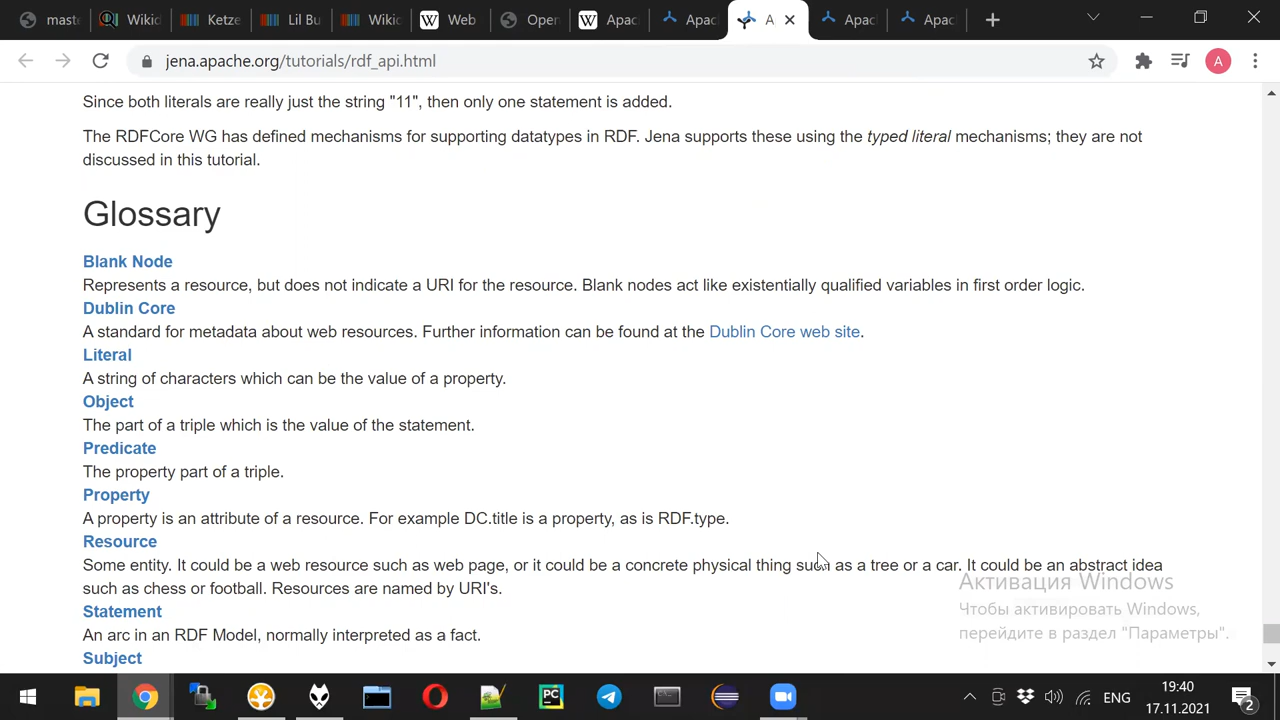 maste
Wikid
Ketze
Lil Bu
Wikid
Web
Open
Apac
Apac
A
Apac
Apac
jena.apache.org/tutorials/rdf_api.html
A
Since both literals are really just the string "11", then only one statement is added.
The RDFCore WG has defined mechanisms for supporting datatypes in RDF. Jena supports these using the typed literal mechanisms; they are not
discussed in this tutorial.
Glossary
Blank Node
Represents a resource, but does not indicate a URI for the resource. Blank nodes act like existentially qualified variables in first order logic.
Dublin Core
A standard for metadata about web resources. Further information can be found at the Dublin Core web site.
Literal
A string of characters which can be the value of a property.
Object
The part of a triple which is the value of the statement.
Predicate
The property part of a triple.
Property
A property is an attribute of a resource. For example DC.title is a property, as is RDF.type.
Resource
Some entity. It could be a web resource such as web page, or it could be a concrete physical thing such as a tree or a car. It could be an abstract idea
such as chess or football. Resources are named by URI's.
Statement
An arc in an RDF Model, normally interpreted as a fact.
Subject
Активация Windows
Чтобы активировать Windows,
перейдите в раздел "Параметры".
PC
ENG
19:40
17.11.2021
2